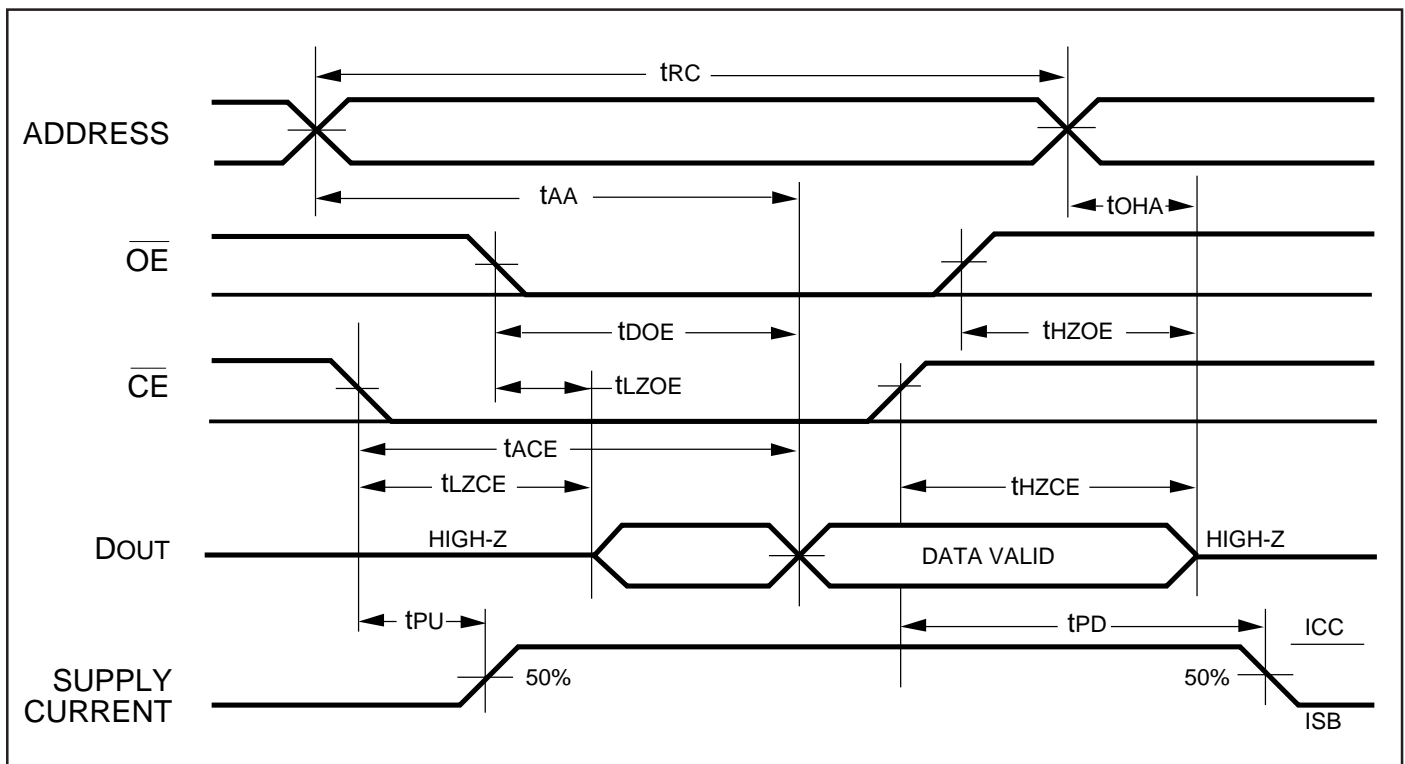 tRC
ADDRESS
tAA
tOHA
OE
tDOE
tHZOE
CE
tLZOE
tACE
tLZCE
tHZCE
DOUT
HIGH-Z
DATA VALID
HIGH-Z
tPU
tPD
ICC
SUPPLY
CURRENT
50%
50%
ISB